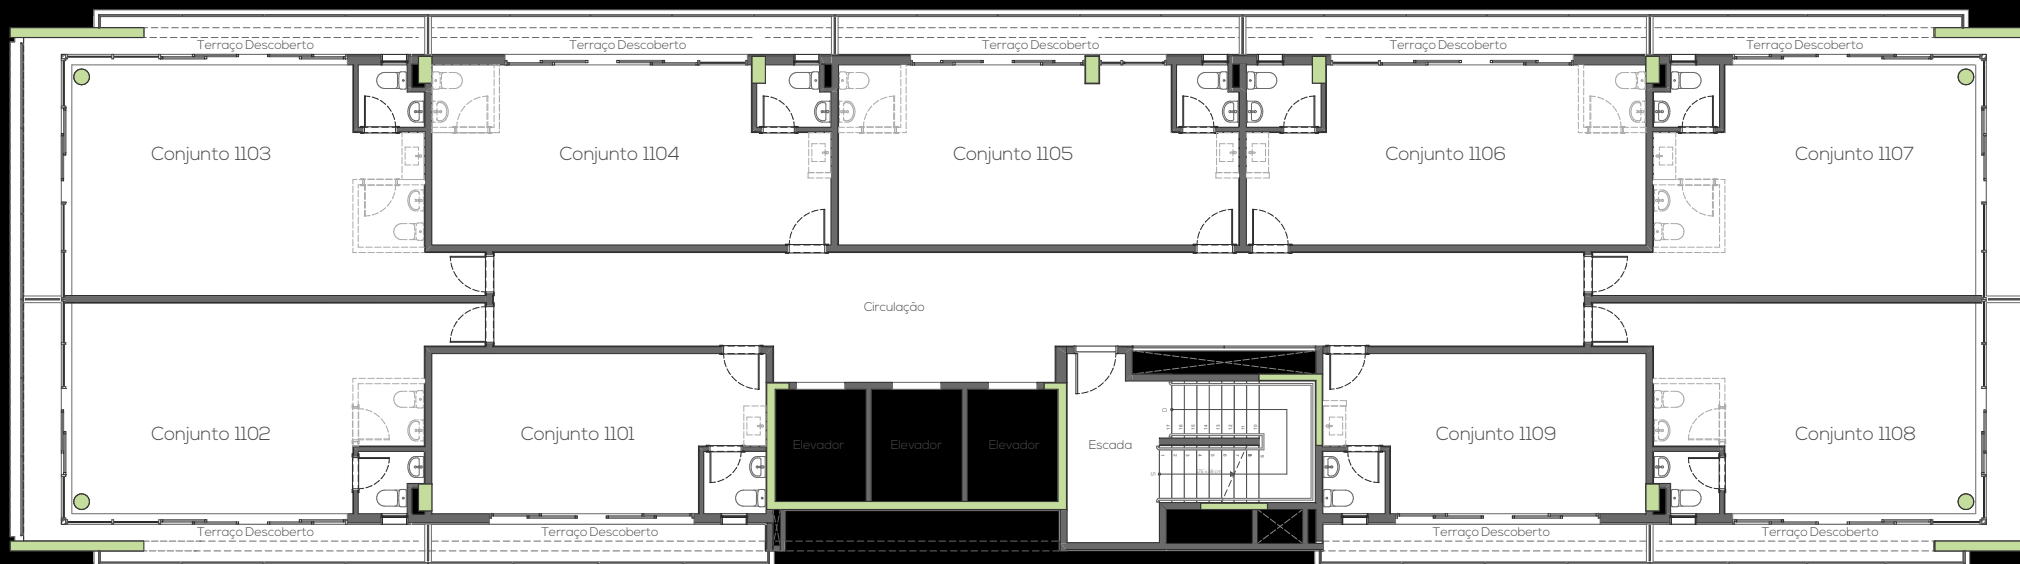 Terraço Descoberto
Terraço Descoberto
Terraço Descoberto
Terraço Descoberto
Terraço Descoberto
Conjunto 1103
Conjunto 1104
Conjunto 1105
Conjunto 1106
Conjunto 1107
Circulação
Conjunto 1102
Conjunto 1101
Elevador
Elevador
Elevador
Escada
Conjunto 1109
Conjunto 1108
Terraço Descoberto
Terraço Descoberto
Terraço Descoberto
Terraço Descoberto